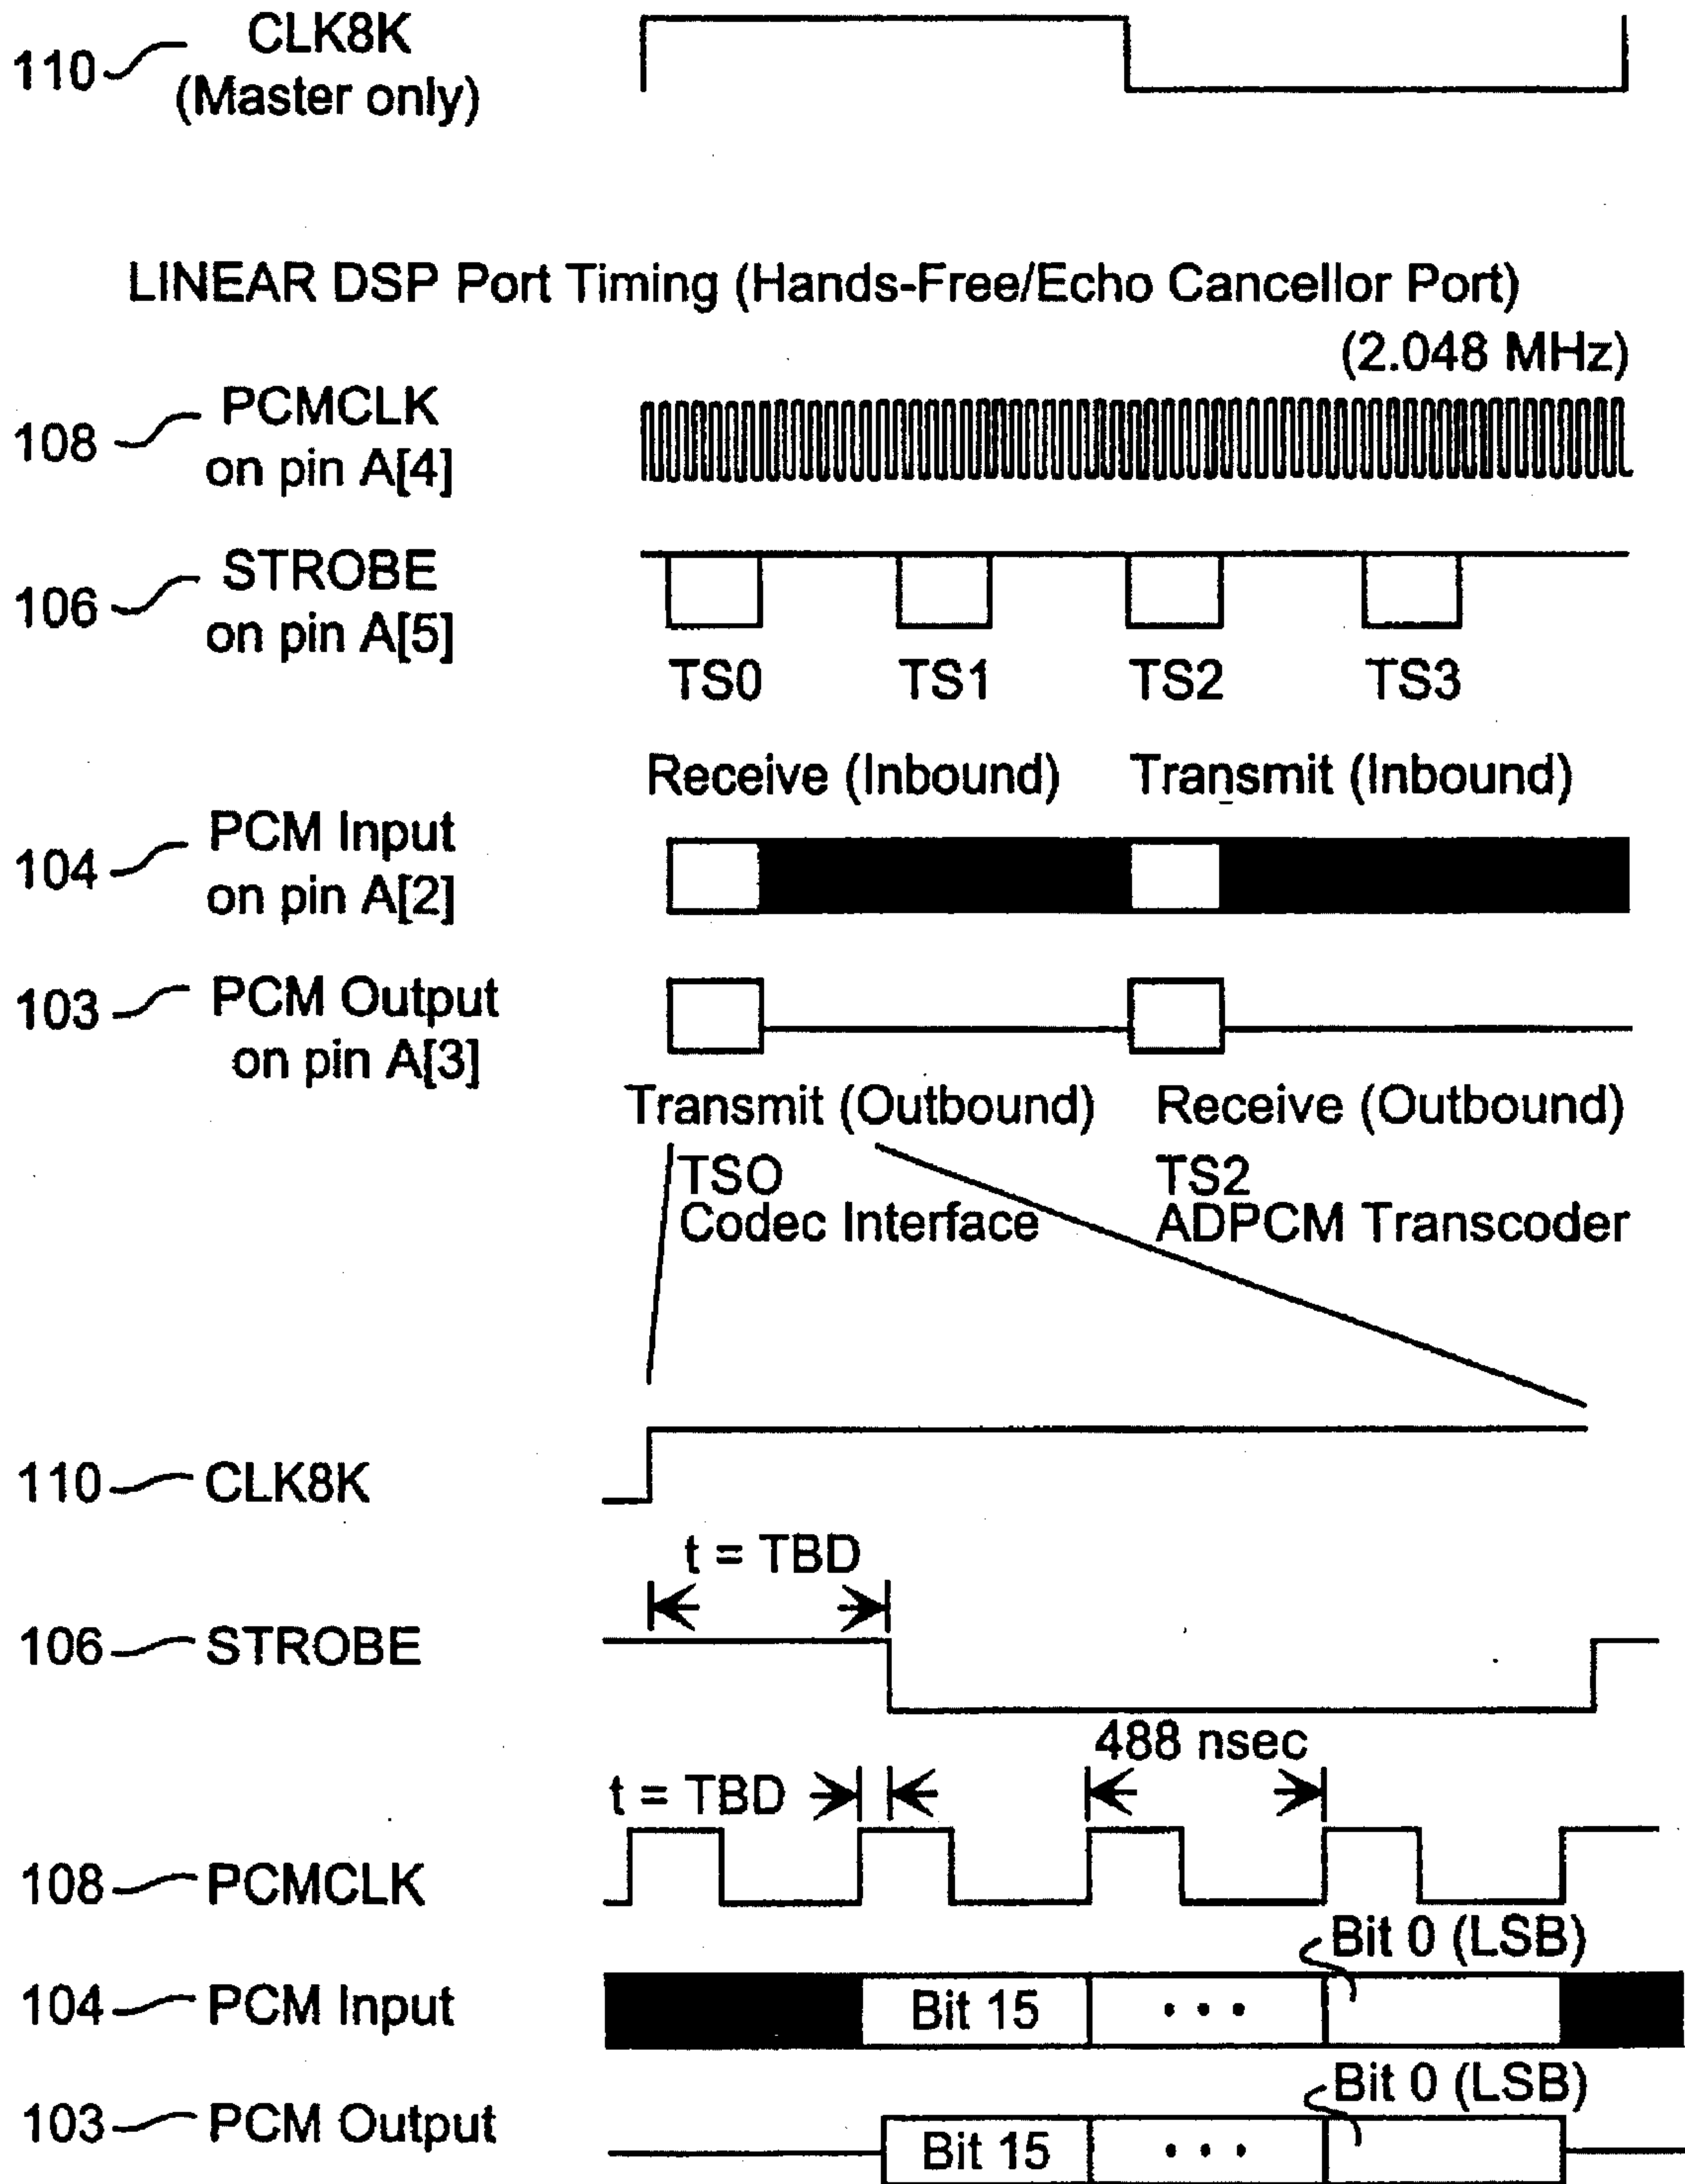 110 CLK8K
(Master only)
LINEAR DSP Port Timing (Hands-Free/Echo Cancellor Port)
(2.048 MHz)
108 PCMCLK
on pin A[4]
106 STROBE
on pin A[5]
TS0 TS1 TS2 TS3
Receive (Inbound) Transmit (Inbound)
104 PCM Input
on pin A[2]
103 PCM Output
on pin A[3]
Transmit (Outbound) Receive (Outbound)
TSO TS2
Codec Interface ADPCM Transcoder
110 CLK8K
t = TBD
106 STROBE
488 nsec
t = TBD
108 PCMCLK
Bit 0 (LSB)
104 PCM Input Bit 15 • • •
Bit 0 (LSB)
103 PCM Output Bit 15 • • •